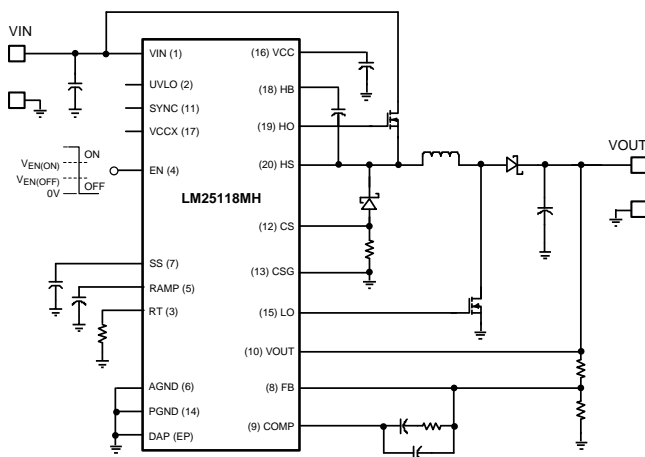 VIN
VIN (1)
UVLO (2)
SYNC (11)
VCCX (17)
EN (4)
ON
VEN(ON)
VEN(OFF)
OFF
0V
LM25118MH
SS (7)
RAMP (5)
RT (3)
AGND (6)
PGND (14)
DAP (EP)
(16) VCC
(18) HB
(19) HO
(20) HS
(12) CS
(13) CSG
(15) LO
(10) VOUT
(8) FB
(9) COMP
VOUT